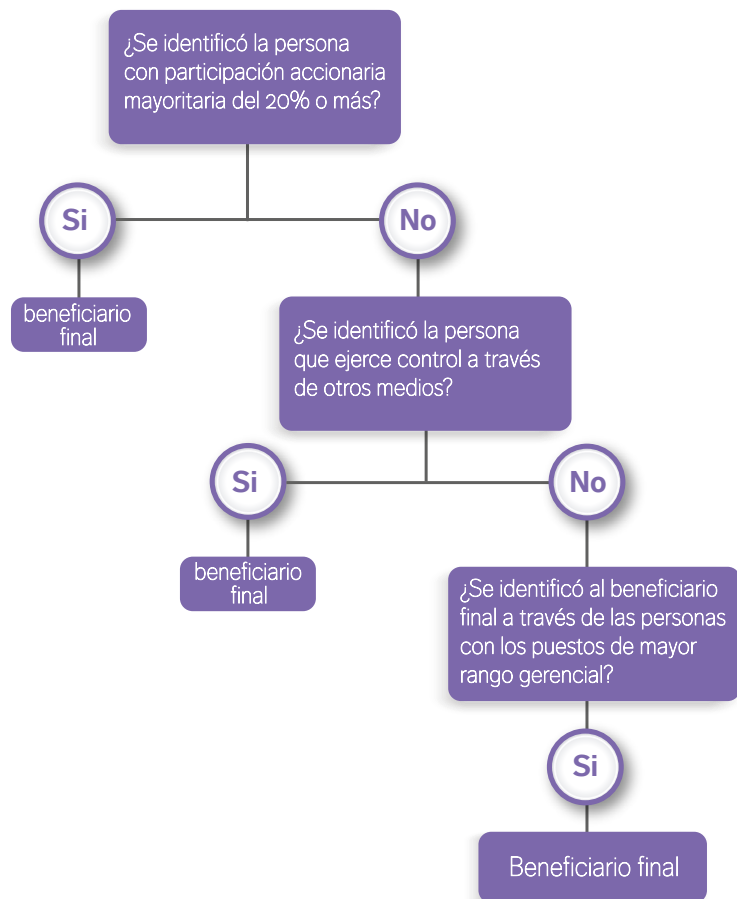 ¿Se identificó la persona
con participación accionaria
mayoritaria del 20% o más?
Si
No
beneficiario
final
¿Se identificó la persona
que ejerce control a través
de otros medios?
Si
No
beneficiario
final
¿Se identificó al beneficiario
final a través de las personas
con los puestos de mayor
rango gerencial?
Si
Beneficiario final